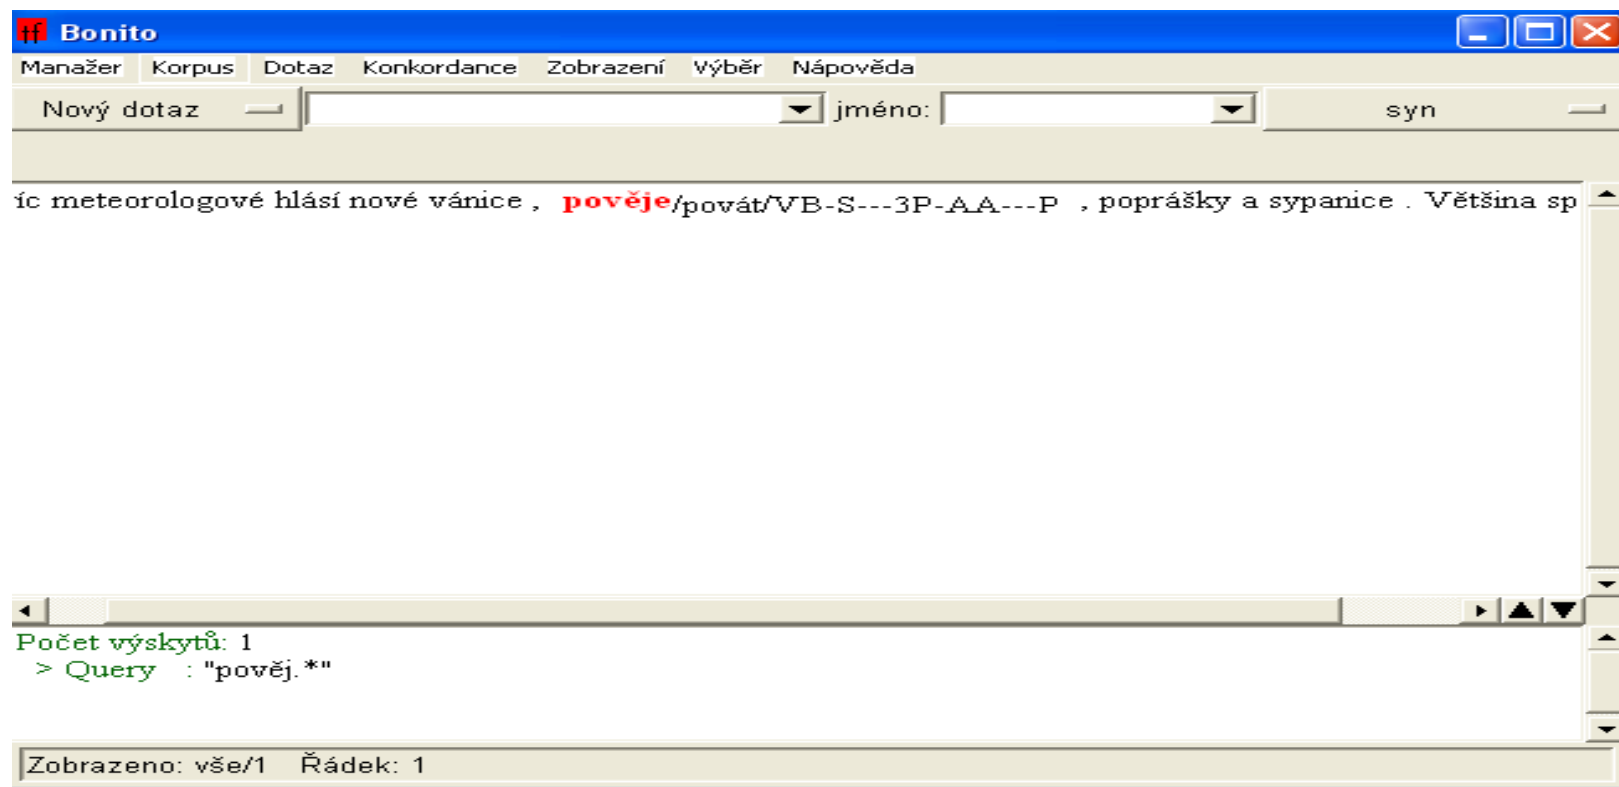 Bonito
Manažer Korpus Dotaz Konkordance Zobrazení Výběr Nápověda
Nový dotaz jméno: syn
íc meteorologové hlásí nové vánice , pověje/povát/VB-S---3P-AA---P , poprášky a sypanice . Většina sp
Počet výskytů: 1
> Query : "pověj.*"
Zobrazeno: vše/1 Řádek: 1